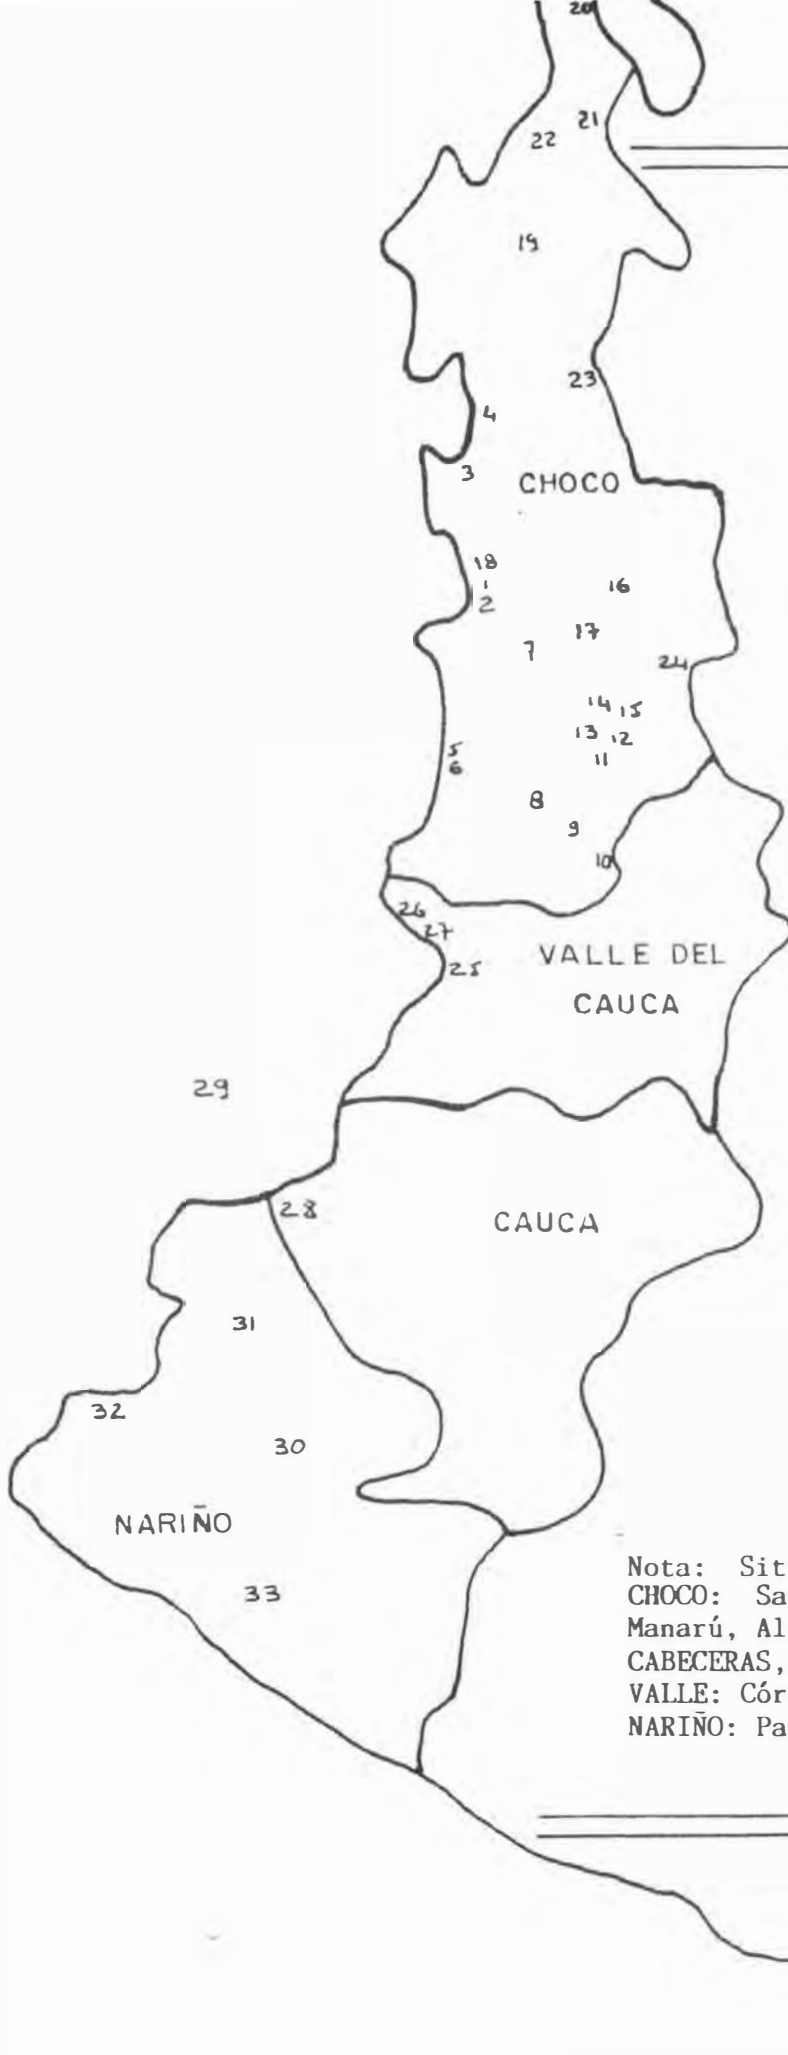 20
21
22
19
23
4
3
CHOCO
18
1
16
2
17
7
24
14 15
13 12
5
11
6
8
9
10
26
27
VALLE DEL
25
CAUCA
29
28
CAUCA
31
32
30
NARIÑO
33
Nota: Sit
CHOCO: Sa
Manarú, Al
CABECERAS,
VALLE: Cór
NARIÑO: Pa